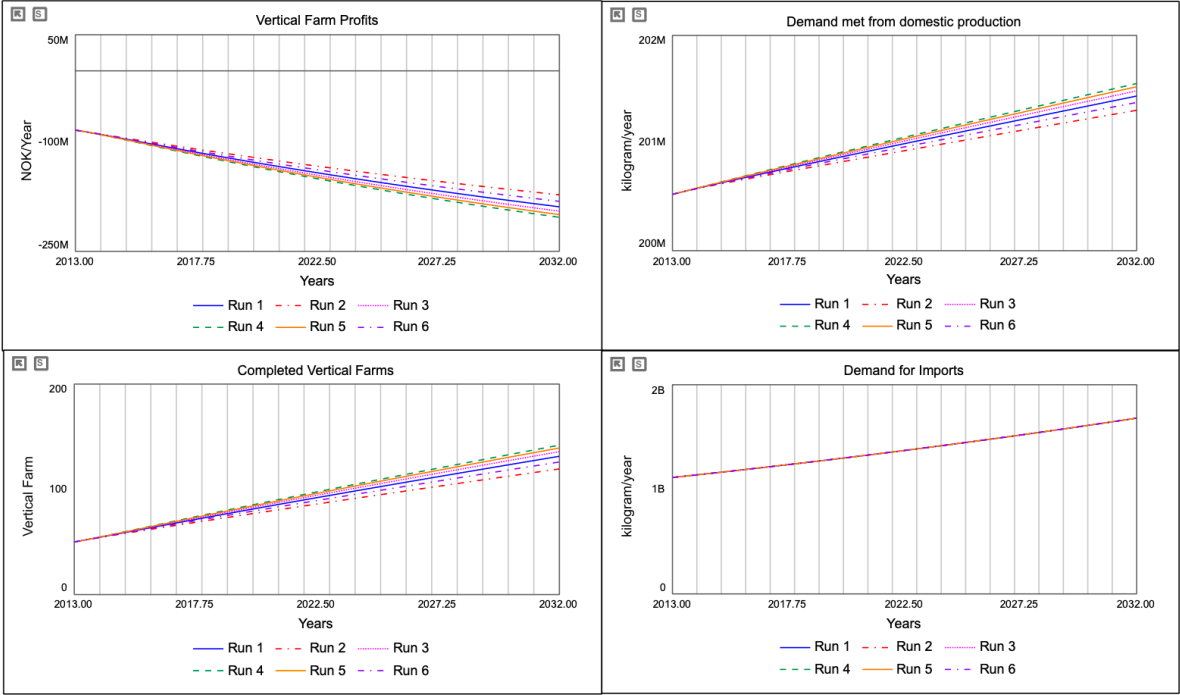 S
Vertical Farm Profits
50M
-100M
-250M
NOK/Year
2013.00 2017.75 2022.50 2027.25 2032.00
Years
Run 1 Run 2 Run 3
Run 4 Run 5 Run 6
S
Demand met from domestic production
202M
201M
200M
kilogram/year
2013.00 2017.75 2022.50 2027.25 2032.00
Years
Run 1 Run 2 Run 3
Run 4 Run 5 Run 6
S
Completed Vertical Farms
200
100
0
Vertical Farm
2013.00 2017.75 2022.50 2027.25 2032.00
Years
Run 1 Run 2 Run 3
Run 4 Run 5 Run 6
S
Demand for Imports
2B
1B
0
kilogram/year
2013.00 2017.75 2022.50 2027.25 2032.00
Years
Run 1 Run 2 Run 3
Run 4 Run 5 Run 6